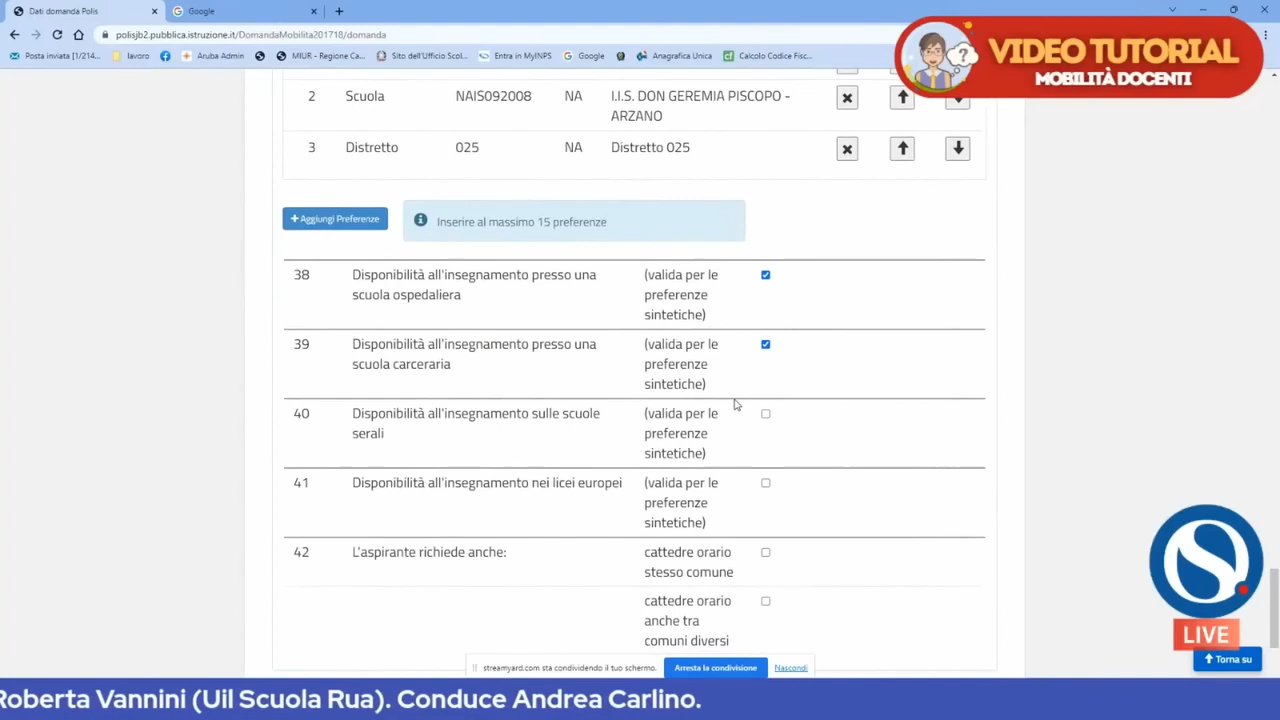 Dati domanda Polis
Google
polisjb2.pubblica.istruzione.it/DomandaMobilita201718/domanda
Posta inviata [1/214...
lavoro
Aruba Admin
MIUR - Regione Ca...
Sito dell'Ufficio Scol...
Entra in MyINPS
Google
Anagrafica Unica
Calcolo Codice Fisc...
VIDEO TUTORIAL
MOBILITÀ DOCENTI
2 Scuola NAIS092008 NA I.I.S. DON GEREMIA PISCOPO -
ARZANO
3 Distretto 025 NA Distretto 025
+ Aggiungi Preferenze
Inserire al massimo 15 preferenze
38 Disponibilità all'insegnamento presso una (valida per le
scuola ospedaliera preferenze
sintetiche)
39 Disponibilità all'insegnamento presso una (valida per le
scuola carceraria preferenze
sintetiche)
40 Disponibilità all'insegnamento sulle scuole (valida per le
serali preferenze
sintetiche)
41 Disponibilità all'insegnamento nei licei europei (valida per le
preferenze
sintetiche)
42 L'aspirante richiede anche: cattedre orario
stesso comune
cattedre orario
anche tra
comuni diversi
LIVE
Torna su
streamyard.com sta condividendo il tuo schermo.
Arresta la condivisione
Nascondi
Roberta Vannini (Uil Scuola Rua). Conduce Andrea Carlino.